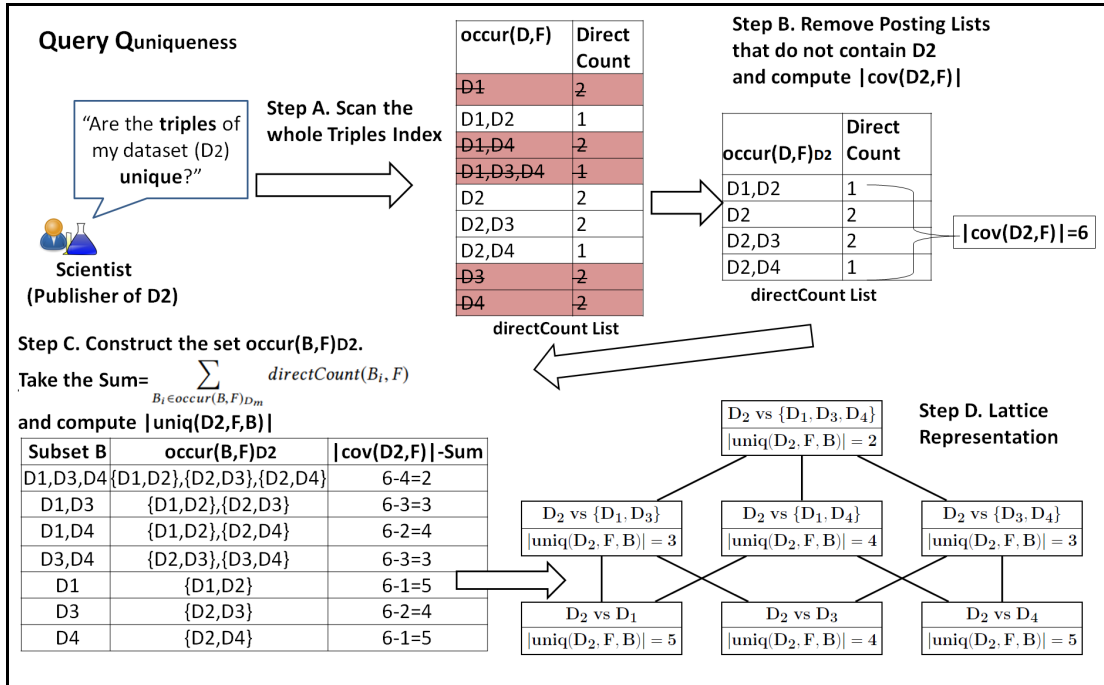 Query Quniqueness
"Are the triples of
my dataset (D2)
unique?"
Scientist
(Publisher of D2)
Step A. Scan the
whole Triples Index
occur(D,F) Direct Count
D1 2
D1,D2 1
D1,D4 2
D1,D3,D4 1
D2 2
D2,D3 2
D2,D4 1
D3 2
D4 2
directCount List
Step B. Remove Posting Lists
that do not contain D2
and compute |cov(D2,F)|
occur(D,F)D2 Direct Count
D1,D2 1
D2 2
D2,D3 2
D2,D4 1
directCount List
|cov(D2,F)|=6
Step C. Construct the set occur(B,F)D2.
Take the Sum= ∑ directCount(Bᵢ, F)
Bᵢ∈occur(B,F)Dₘ
and compute |uniq(D2,F,B)|
Subset B occur(B,F)D2 |cov(D2,F)|-Sum
D1,D3,D4 {D1,D2},{D2,D3},{D2,D4} 6-4=2
D1,D3 {D1,D2},{D2,D3} 6-3=3
D1,D4 {D1,D2},{D2,D4} 6-2=4
D3,D4 {D2,D3},{D3,D4} 6-3=3
D1 {D1,D2} 6-1=5
D3 {D2,D3} 6-2=4
D4 {D2,D4} 6-1=5
Step D. Lattice
Representation
D₂ vs {D₁, D₃, D₄}
|uniq(D₂, F, B)| = 2
D₂ vs {D₁, D₃}
|uniq(D₂, F, B)| = 3
D₂ vs {D₁, D₄}
|uniq(D₂, F, B)| = 4
D₂ vs {D₃, D₄}
|uniq(D₂, F, B)| = 3
D₂ vs D₁
|uniq(D₂, F, B)| = 5
D₂ vs D₃
|uniq(D₂, F, B)| = 4
D₂ vs D₄
|uniq(D₂, F, B)| = 5